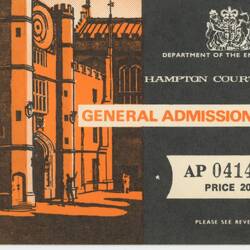 DEPARTMENT OF THE EN
HAMPTON COURT
GENERAL ADMISSION
AP 0414
PRICE 20
PLEASE SEE REVE